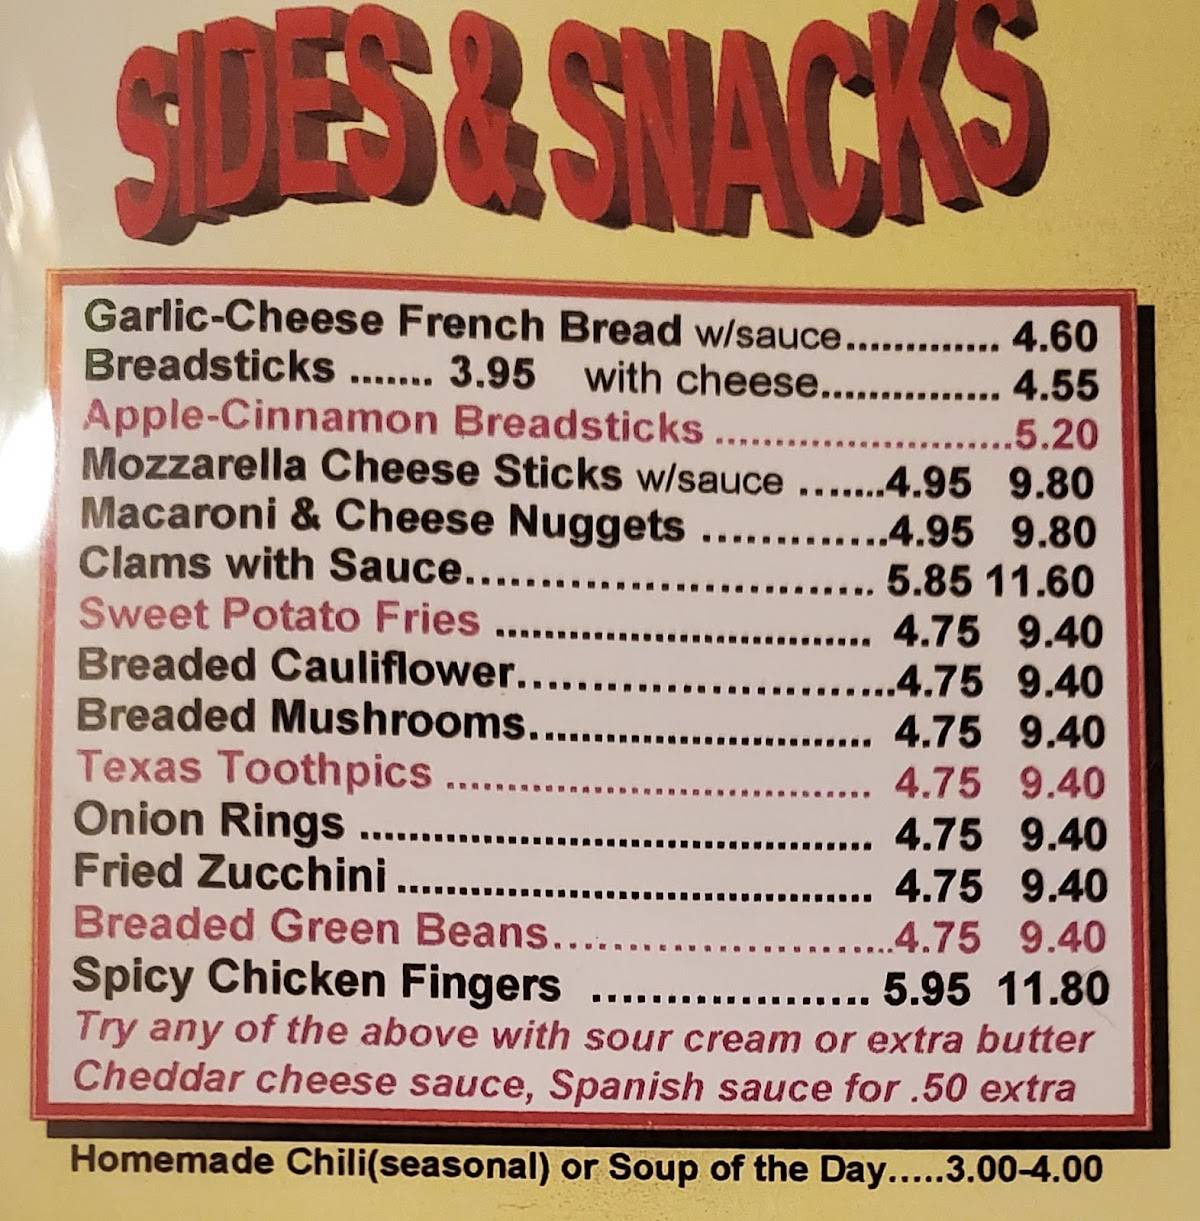 SIDES & SNACKS
Garlic-Cheese French Bread w/sauce............. 4.60
Breadsticks ....... 3.95 with cheese............... 4.55
Apple-Cinnamon Breadsticks .........................5.20
Mozzarella Cheese Sticks w/sauce .......4.95 9.80
Macaroni & Cheese Nuggets .............4.95 9.80
Clams with Sauce........................... 5.85 11.60
Sweet Potato Fries ............................... 4.75 9.40
Breaded Cauliflower.........................4.75 9.40
Breaded Mushrooms............................ 4.75 9.40
Texas Toothpics ................................... 4.75 9.40
Onion Rings .......................................... 4.75 9.40
Fried Zucchini ....................................... 4.75 9.40
Breaded Green Beans.......................4.75 9.40
Spicy Chicken Fingers ................... 5.95 11.80
Try any of the above with sour cream or extra butter
Cheddar cheese sauce, Spanish sauce for .50 extra
Homemade Chili(seasonal) or Soup of the Day.....3.00-4.00